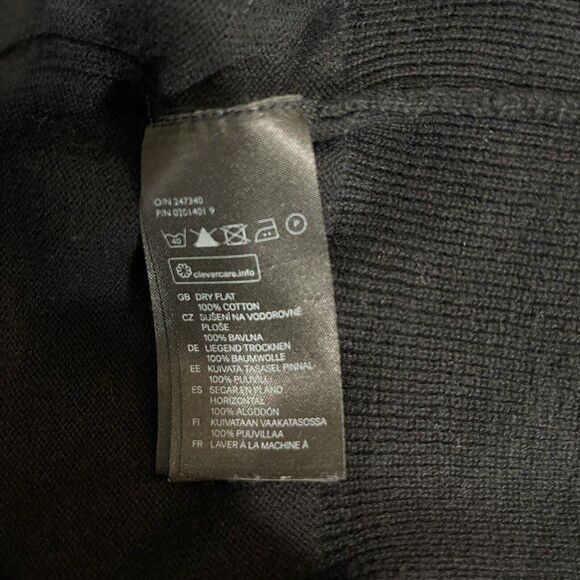 O/N 247340
P/N 0201401 9
40
P
clevercare.info
GB DRY FLAT
100% COTTON
CZ SUŠENÍ NA VODOROVNÉ
PLOŠE
100% BAVLNA
DE LIEGEND TROCKNEN
100% BAUMWOLLE
EE KUIVATA TASASEL PINNAL
100% PUUVILL
ES SECAR EN PLANO
HORIZONTAL
100% ALGODÓN
FI KUIVATAAN VAAKATASOSSA
100% PUUVILLAA
FR LAVER À LA MACHINE À